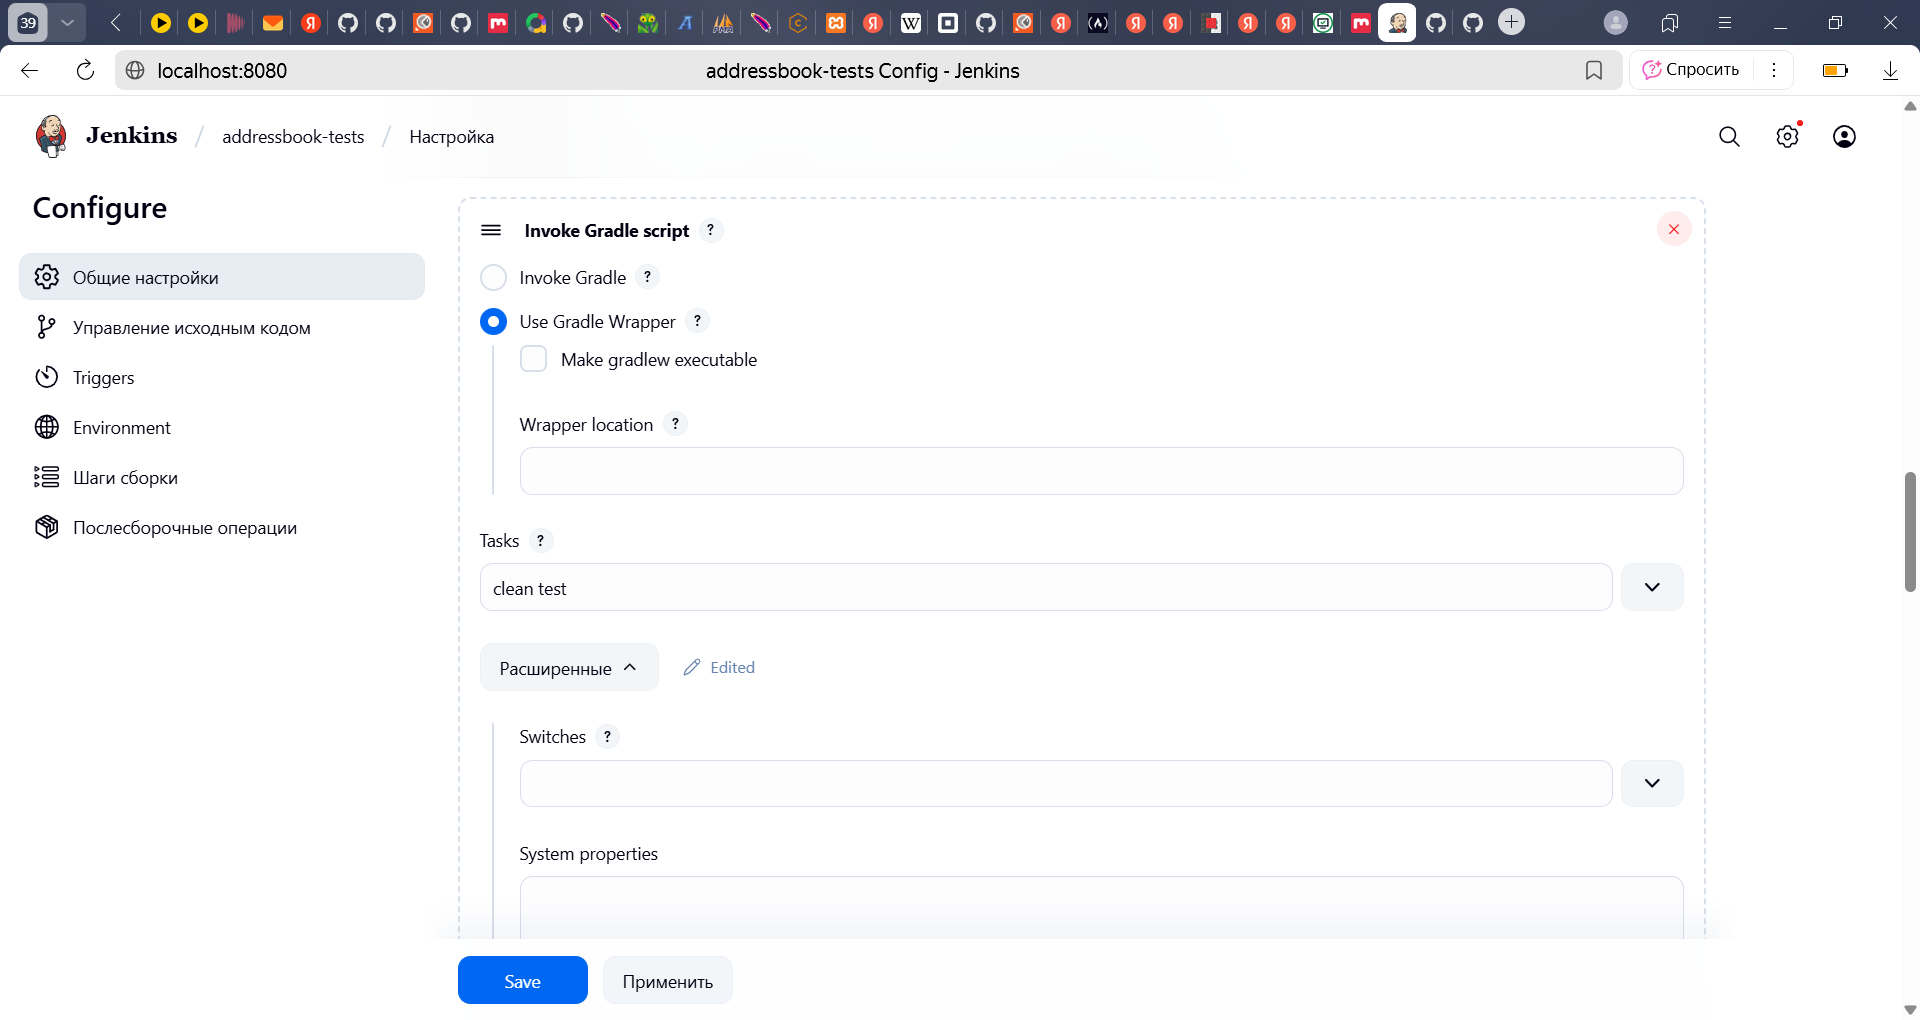 39
localhost:8080
addressbook-tests Config - Jenkins
Спросить
Jenkins / addressbook-tests / Настройка
Configure
Общие настройки
Управление исходным кодом
Triggers
Environment
Шаги сборки
Послесборочные операции
Invoke Gradle script ?
Invoke Gradle ?
Use Gradle Wrapper ?
Make gradlew executable
Wrapper location ?
Tasks ?
clean test
Расширенные
Edited
Switches ?
System properties
Save
Применить